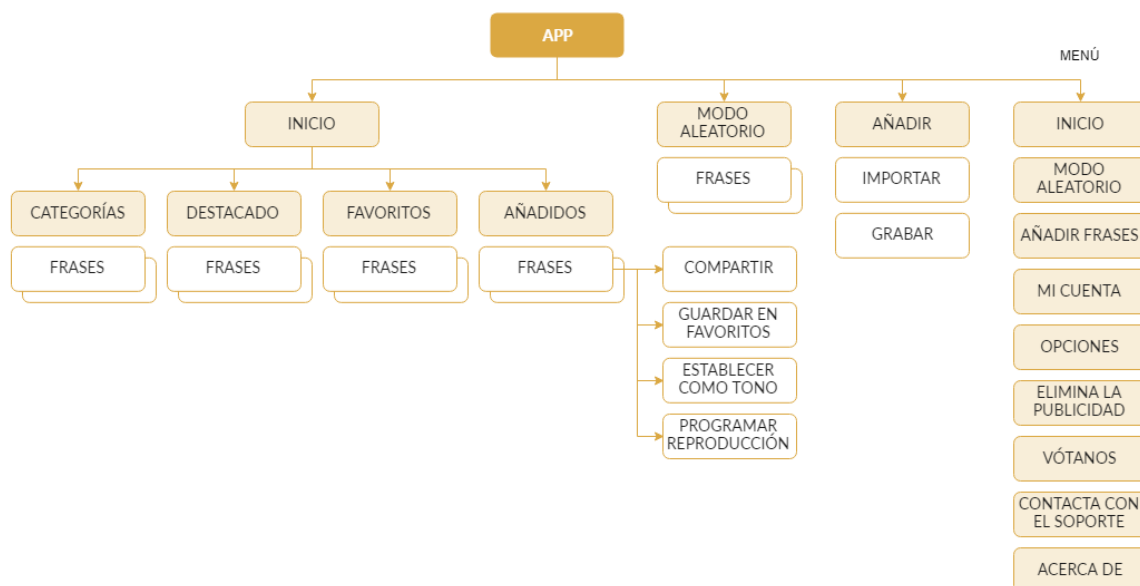 APP
MENÚ
INICIO
MODO
ALEATORIO
AÑADIR
INICIO
FRASES
IMPORTAR
MODO
ALEATORIO
CATEGORÍAS
DESTACADO
FAVORITOS
AÑADIDOS
GRABAR
AÑADIR FRASES
FRASES
FRASES
FRASES
FRASES
COMPARTIR
MI CUENTA
GUARDAR EN
FAVORITOS
OPCIONES
ESTABLECER
COMO TONO
ELIMINA LA
PUBLICIDAD
PROGRAMAR
REPRODUCCIÓN
VÓTANOS
CONTACTA CON
EL SOPORTE
ACERCA DE